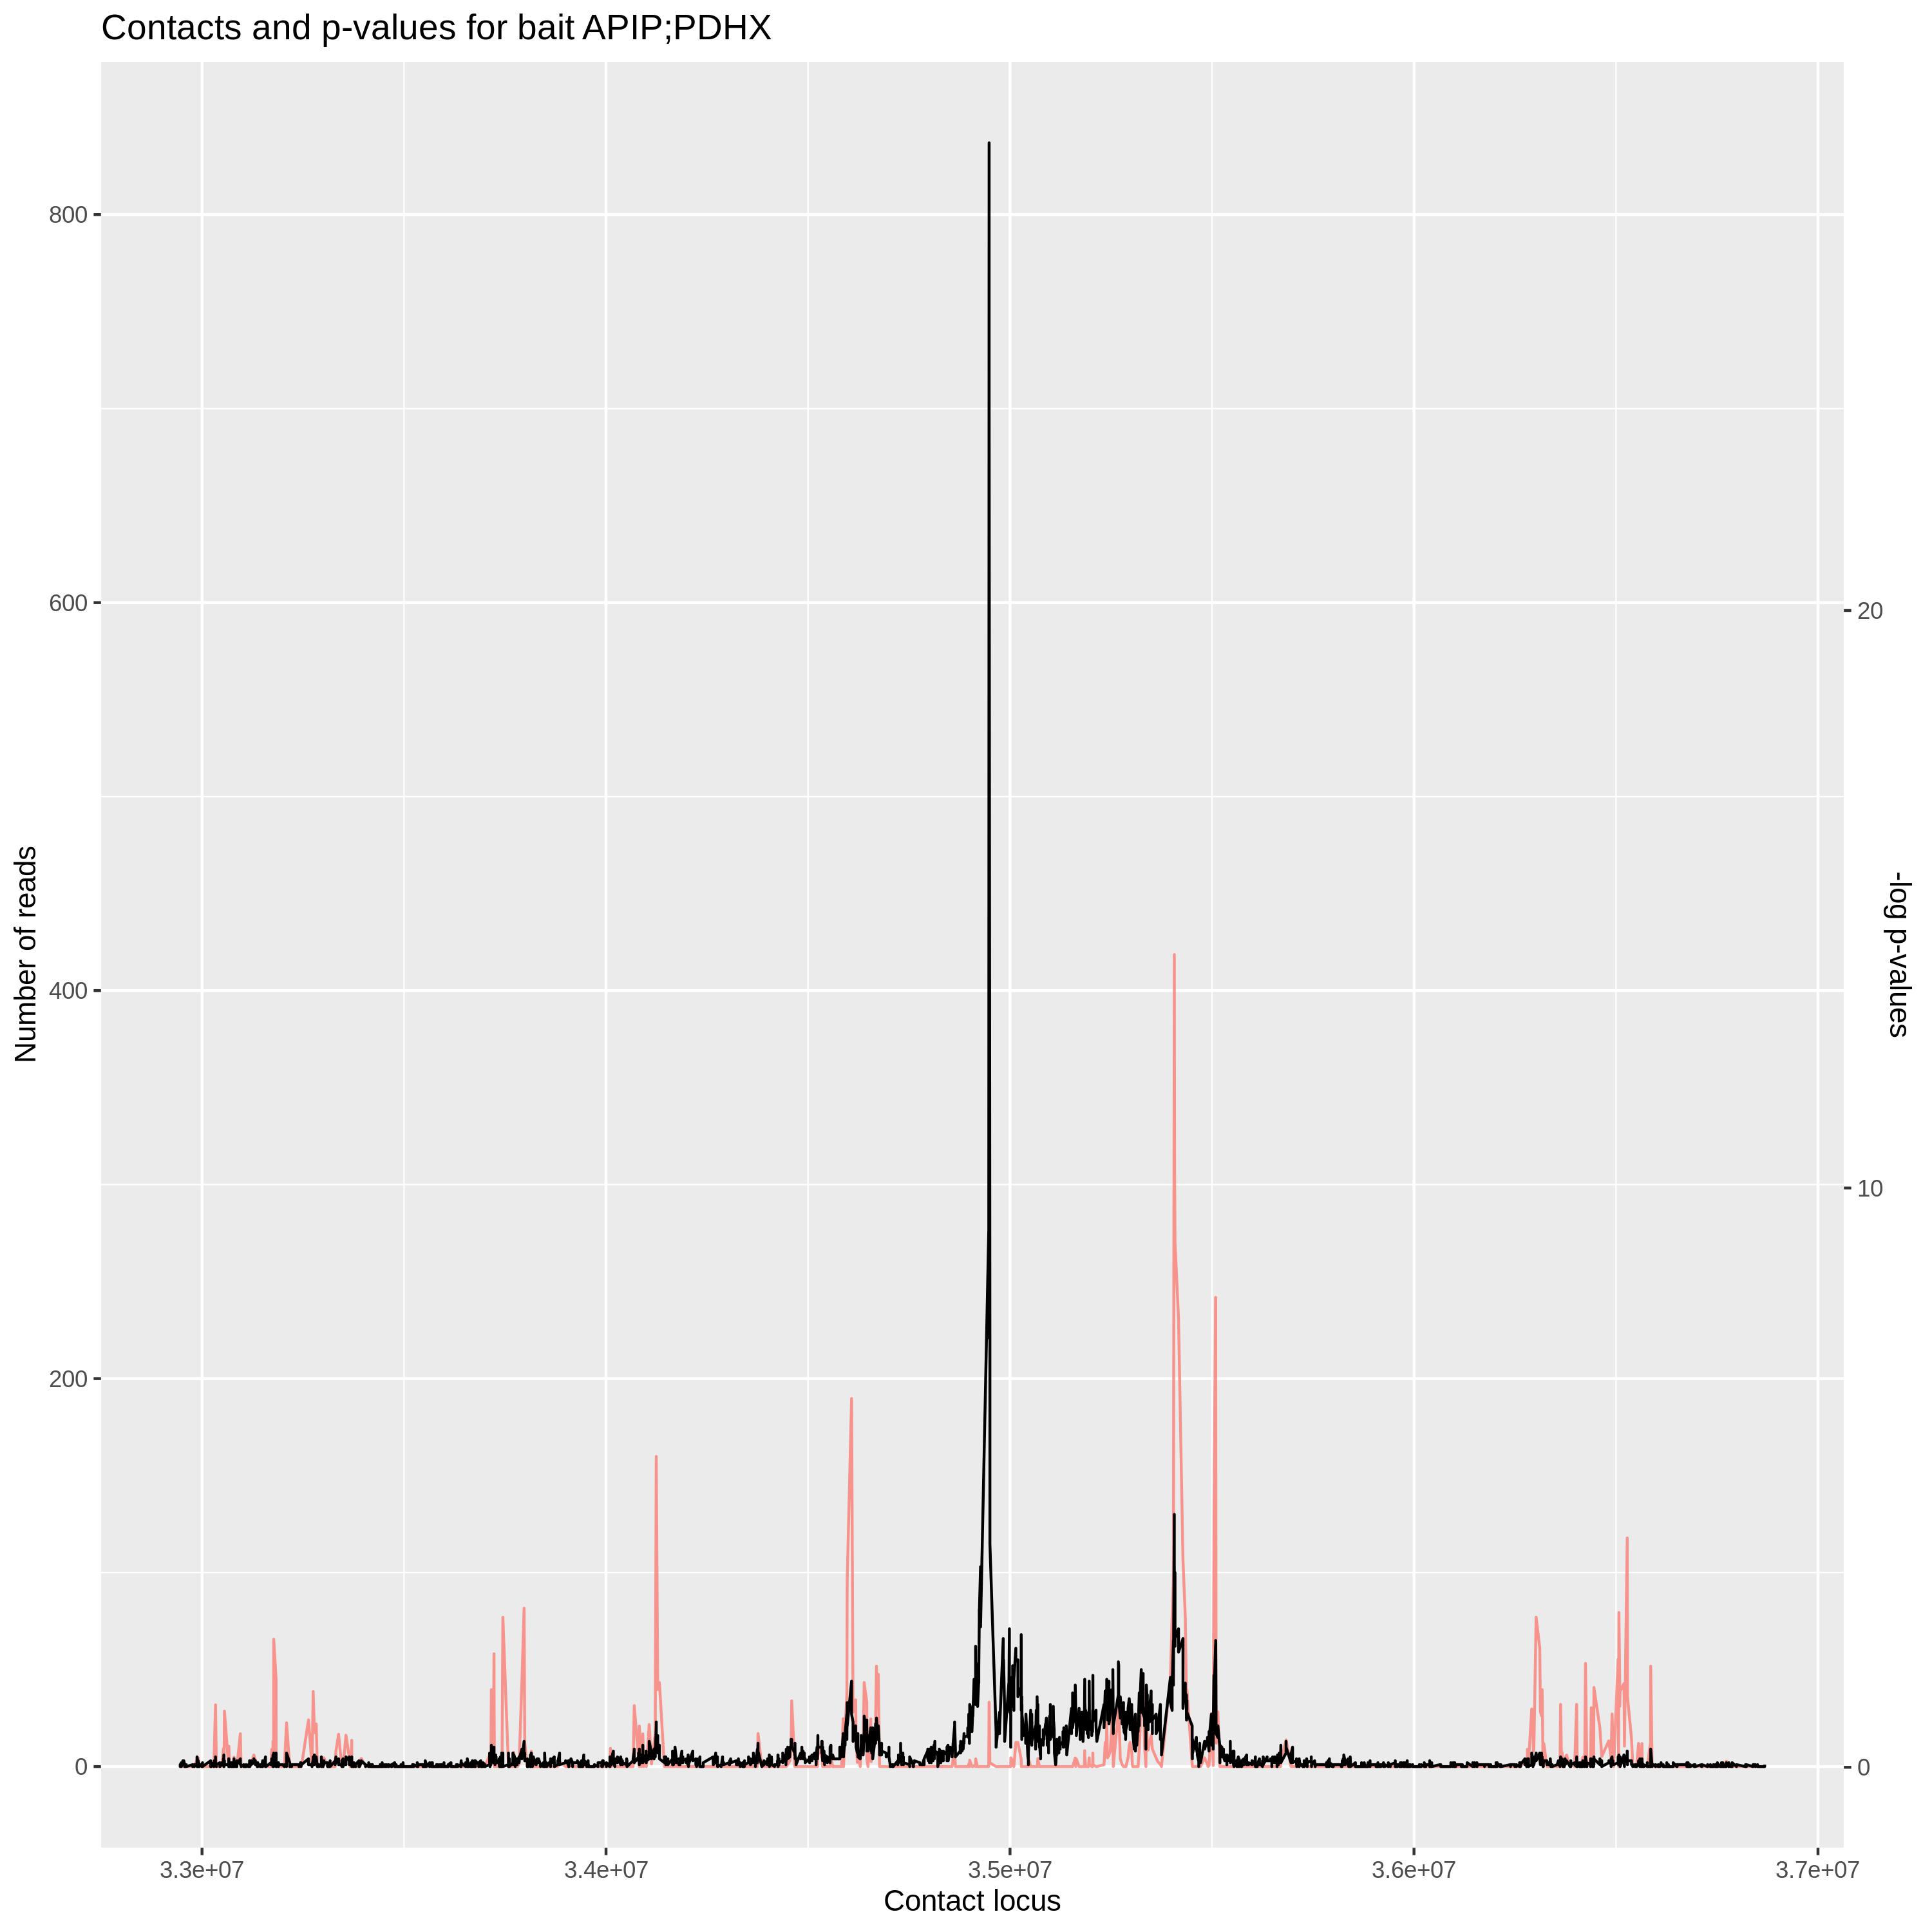 Contacts and p-values for bait APIP;PDHX
800
600
400
200
0
Number of reads
20
10
0
-log p-values
3.3e+07
3.4e+07
3.5e+07
3.6e+07
3.7e+07
Contact locus